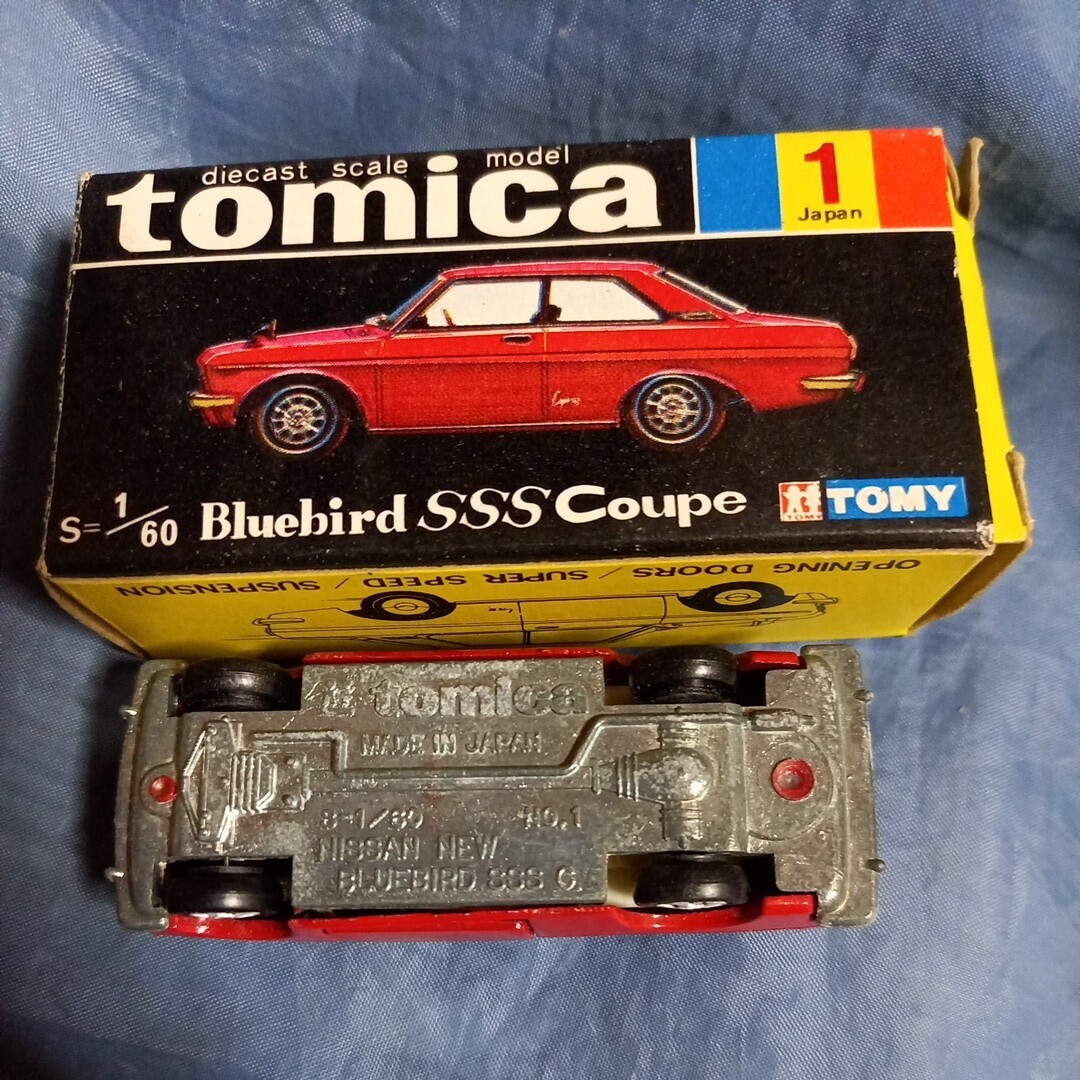 diecast scale model
tomica
1
Japan
S=1/60 Bluebird SSS Coupe TOMY TOMY
OPENING DOORS / SUPER SPEED / SUSPENSION
tomica
MADE IN JAPAN
S-1/60 NO.1
NISSAN NEW
BLUEBIRD SSS C